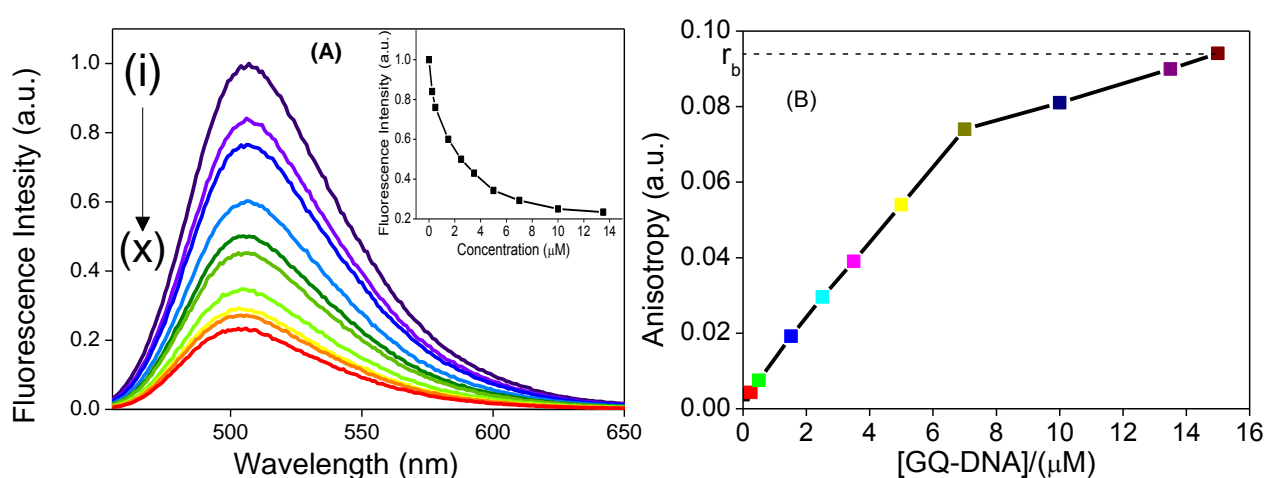 (A)
(i)
(x)
Fluorescence Intesity (a.u.)
1.0
0.8
0.6
0.4
0.2
0.0
500 550 600 650
Wavelength (nm)
Fluorescence Intensity (a.u.)
1.0
0.8
0.6
0.4
0.2
0 2 4 6 8 10 12 14
Concentration (μM)
(B)
r_b
Anisotropy (a.u.)
0.10
0.08
0.06
0.04
0.02
0.00
0 2 4 6 8 10 12 14 16
[GQ-DNA]/(μM)